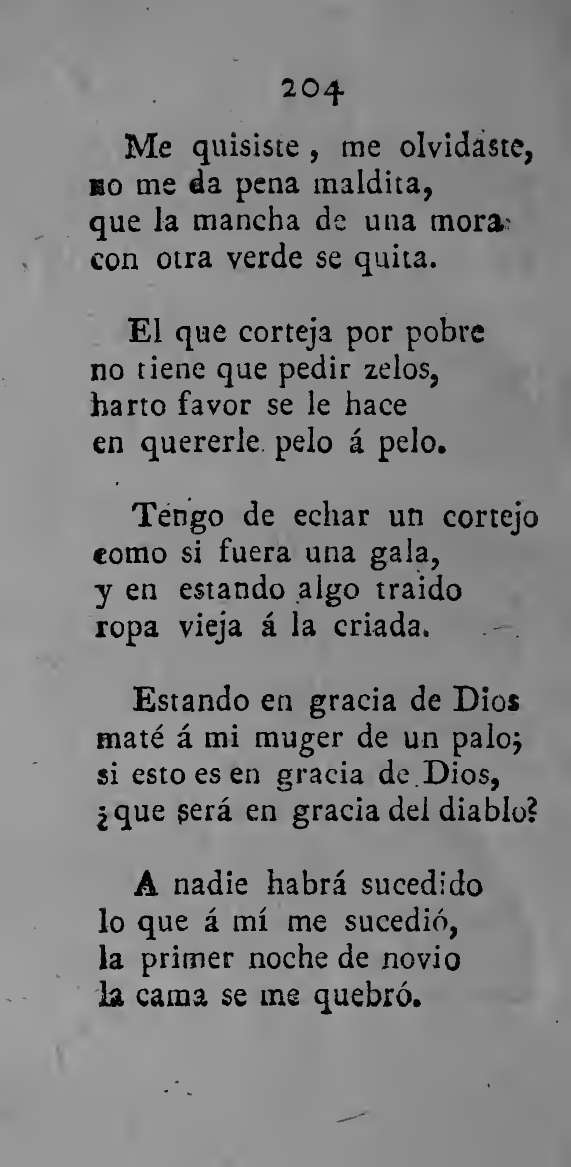 204
Me quisiste, me olvidaste,
no me da pena maldita,
que la mancha de una mora
con otra verde se quita.
El que corteja por pobre
no tiene que pedir zelos,
harto favor se le hace
en quererle pelo á pelo.
Tengo de echar un cortejo
como si fuera una gala,
y en estando algo traido
ropa vieja á la criada.
Estando en gracia de Dios
maté á mi muger de un palo;
si esto es en gracia de Dios,
¿que será en gracia del diablo?
A nadie habrá sucedido
lo que á mí me sucedió,
la primer noche de novio
la cama se me quebró.